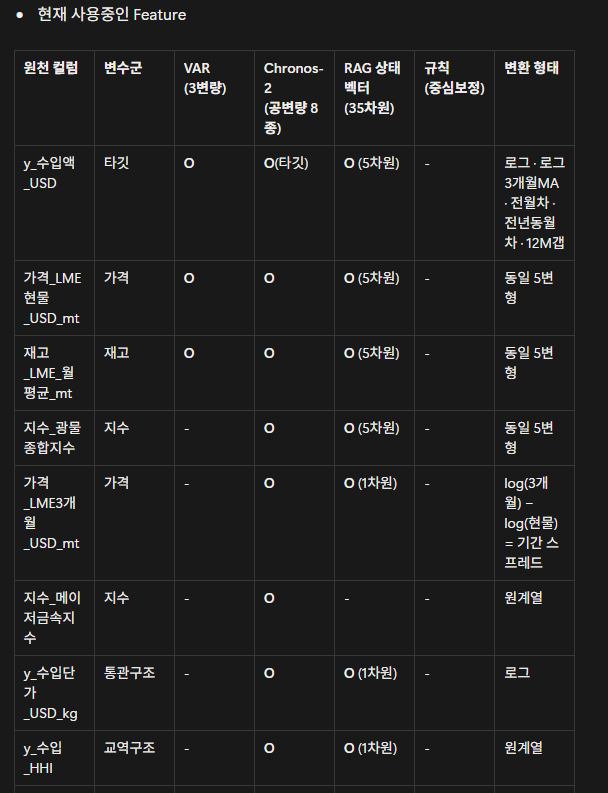 • 현재 사용중인 Feature
원천 컬럼 변수군 VAR (3변량) Chronos-2 (공변량 8종) RAG 상태 벡터 (35차원) 규칙 (중심보정) 변환 형태
y_수입액_USD 타깃 O O(타깃) O (5차원) - 로그 · 로그 3개월MA · 전월차 · 전년동월차 · 12M갭
가격_LME현물_USD_mt 가격 O O O (5차원) - 동일 5변형
재고_LME_월평균_mt 재고 O O O (5차원) - 동일 5변형
지수_광물종합지수 지수 - O O (5차원) - 동일 5변형
가격_LME3개월_USD_mt 가격 - O O (1차원) - log(3개월) − log(현물) = 기간 스프레드
지수_메이저금속지수 지수 - O - - 원계열
y_수입단가_USD_kg 통관구조 - O O (1차원) - 로그
y_수입_HHI 교역구조 - O O (1차원) - 원계열